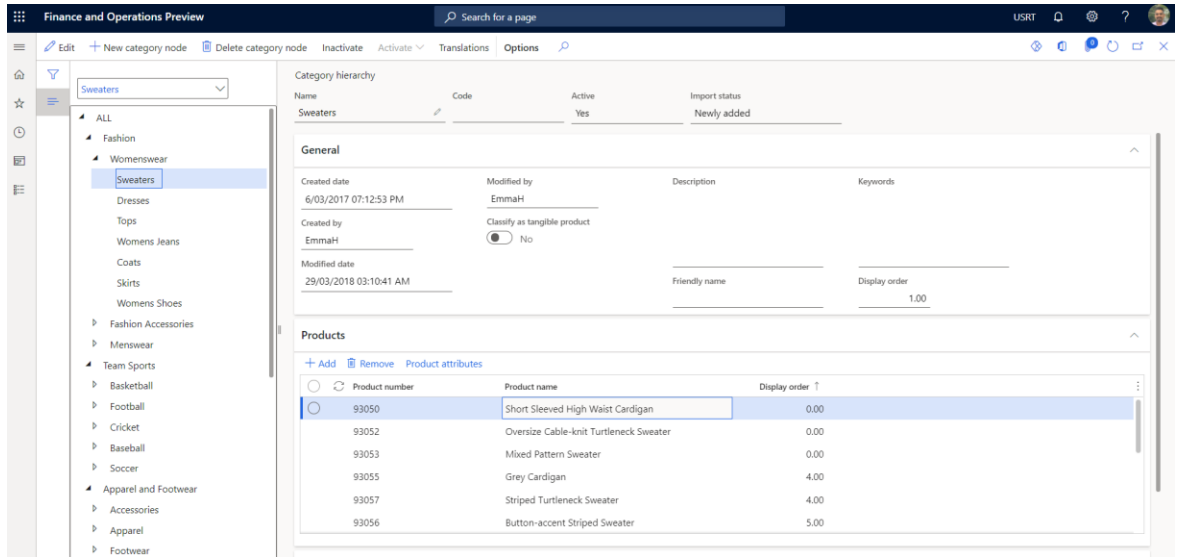 Finance and Operations Preview
Search for a page
USRT
?
Edit
New category node
Delete category node
Inactivate
Activate
Translations
Options
0
Sweaters
ALL
Fashion
Womenswear
Sweaters
Dresses
Tops
Womens Jeans
Coats
Skirts
Womens Shoes
Fashion Accessories
Menswear
Team Sports
Basketball
Football
Cricket
Baseball
Soccer
Apparel and Footwear
Accessories
Apparel
Footwear
Category hierarchy
Name Code Active Import status
Sweaters Yes Newly added
General
Created date Modified by Description Keywords
6/03/2017 07:12:53 PM EmmaH
Created by Classify as tangible product
EmmaH No
Modified date
29/03/2018 03:10:41 AM Friendly name Display order
1.00
Products
Add Remove Product attributes
Product number Product name Display order ↑
93050 Short Sleeved High Waist Cardigan 0.00
93052 Oversize Cable-knit Turtleneck Sweater 0.00
93053 Mixed Pattern Sweater 0.00
93055 Grey Cardigan 4.00
93057 Striped Turtleneck Sweater 4.00
93056 Button-accent Striped Sweater 5.00